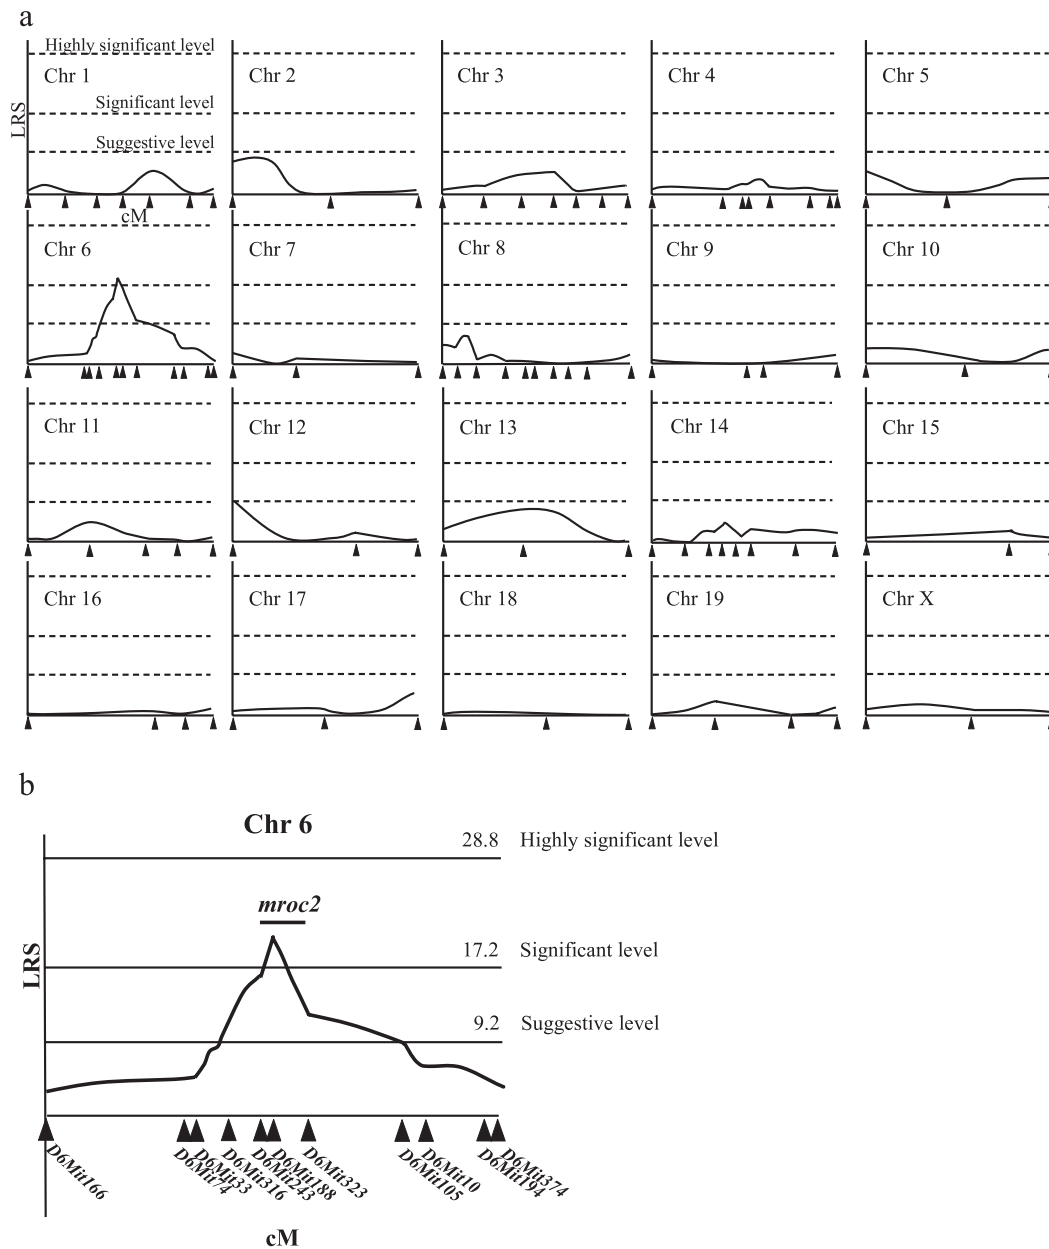 a
Highly significant level
Chr 1
Chr 2
Chr 3
Chr 4
Chr 5
LRS
Significant level
Suggestive level
cM
Chr 6
Chr 7
Chr 8
Chr 9
Chr 10
Chr 11
Chr 12
Chr 13
Chr 14
Chr 15
Chr 16
Chr 17
Chr 18
Chr 19
Chr X
b
Chr 6
28.8 Highly significant level
mroc2
LRS
17.2 Significant level
9.2 Suggestive level
D6Mit166
D6Mit74
D6Mit33
D6Mit316
D6Mit243
D6Mit188
D6Mit323
D6Mit105
D6Mit10
D6Mit194
D6Mit374
cM